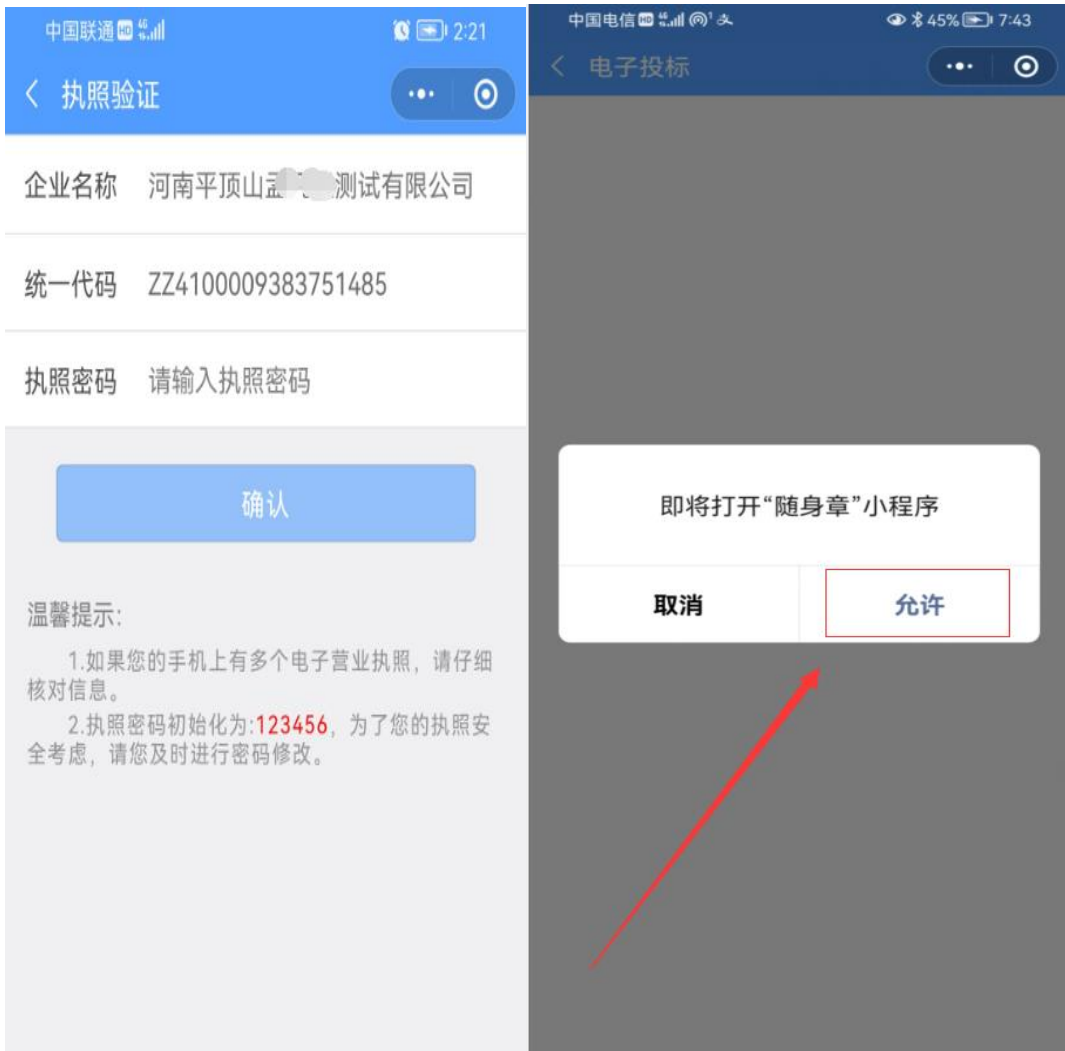 中国联通 HD 4G 2:21
执照验证
企业名称 河南平顶山 测试有限公司
统一代码 ZZ4100009383751485
执照密码 请输入执照密码
确认
温馨提示:
1.如果您的手机上有多个电子营业执照，请仔细
核对信息。
2.执照密码初始化为:123456，为了您的执照安
全考虑，请您及时进行密码修改。
中国电信 HD 45% 7:43
电子投标
即将打开“随身章”小程序
取消 允许